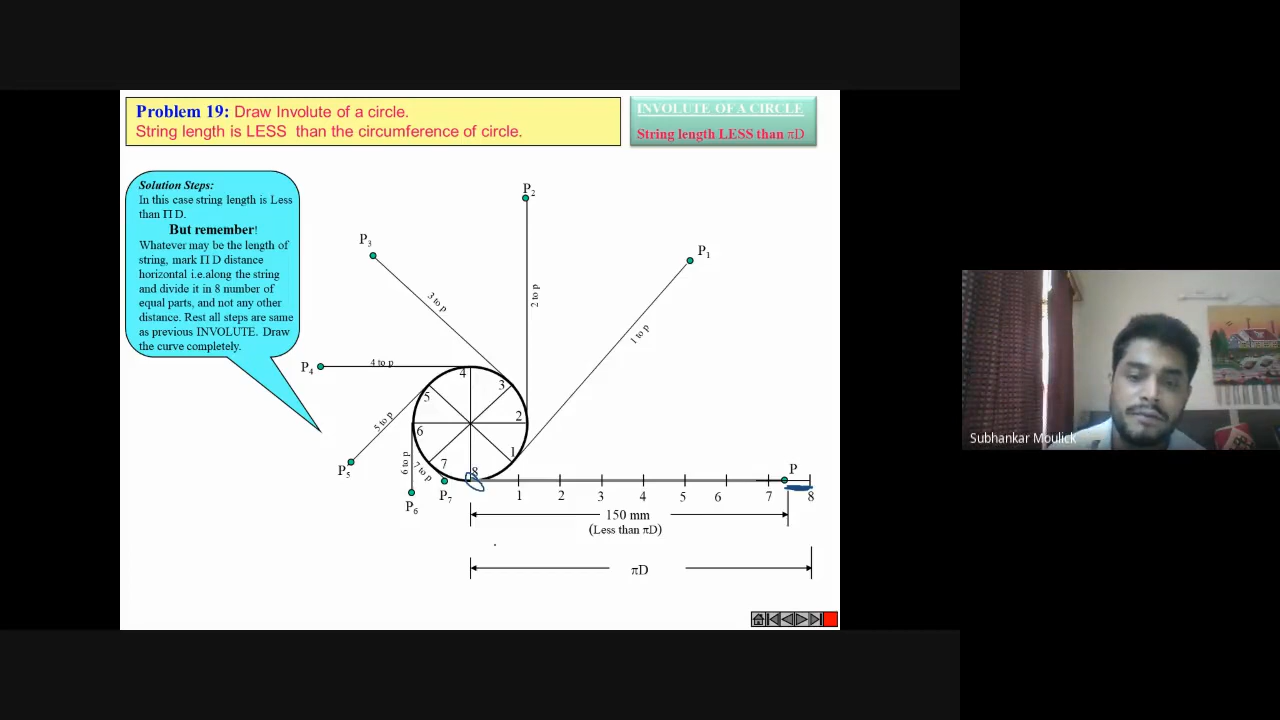 Problem 19: Draw Involute of a circle.
String length is LESS than the circumference of circle.
INVOLUTE OF A CIRCLE
String length LESS than πD
Solution Steps:
In this case string length is Less
than Π D.
But remember!
Whatever may be the length of
string, mark Π D distance
horizontal i.e.along the string
and divide it in 8 number of
equal parts, and not any other
distance. Rest all steps are same
as previous INVOLUTE. Draw
the curve completely.
P2
P3
P1
2 to p
3 to p
1 to p
P4
4 to p
4
3
5
2
5 to p
6
1
7
8
P5
6 to p
7 to p
P6
P7
P
1 2 3 4 5 6 7 8
150 mm
(Less than πD)
πD
Subhankar Moulick